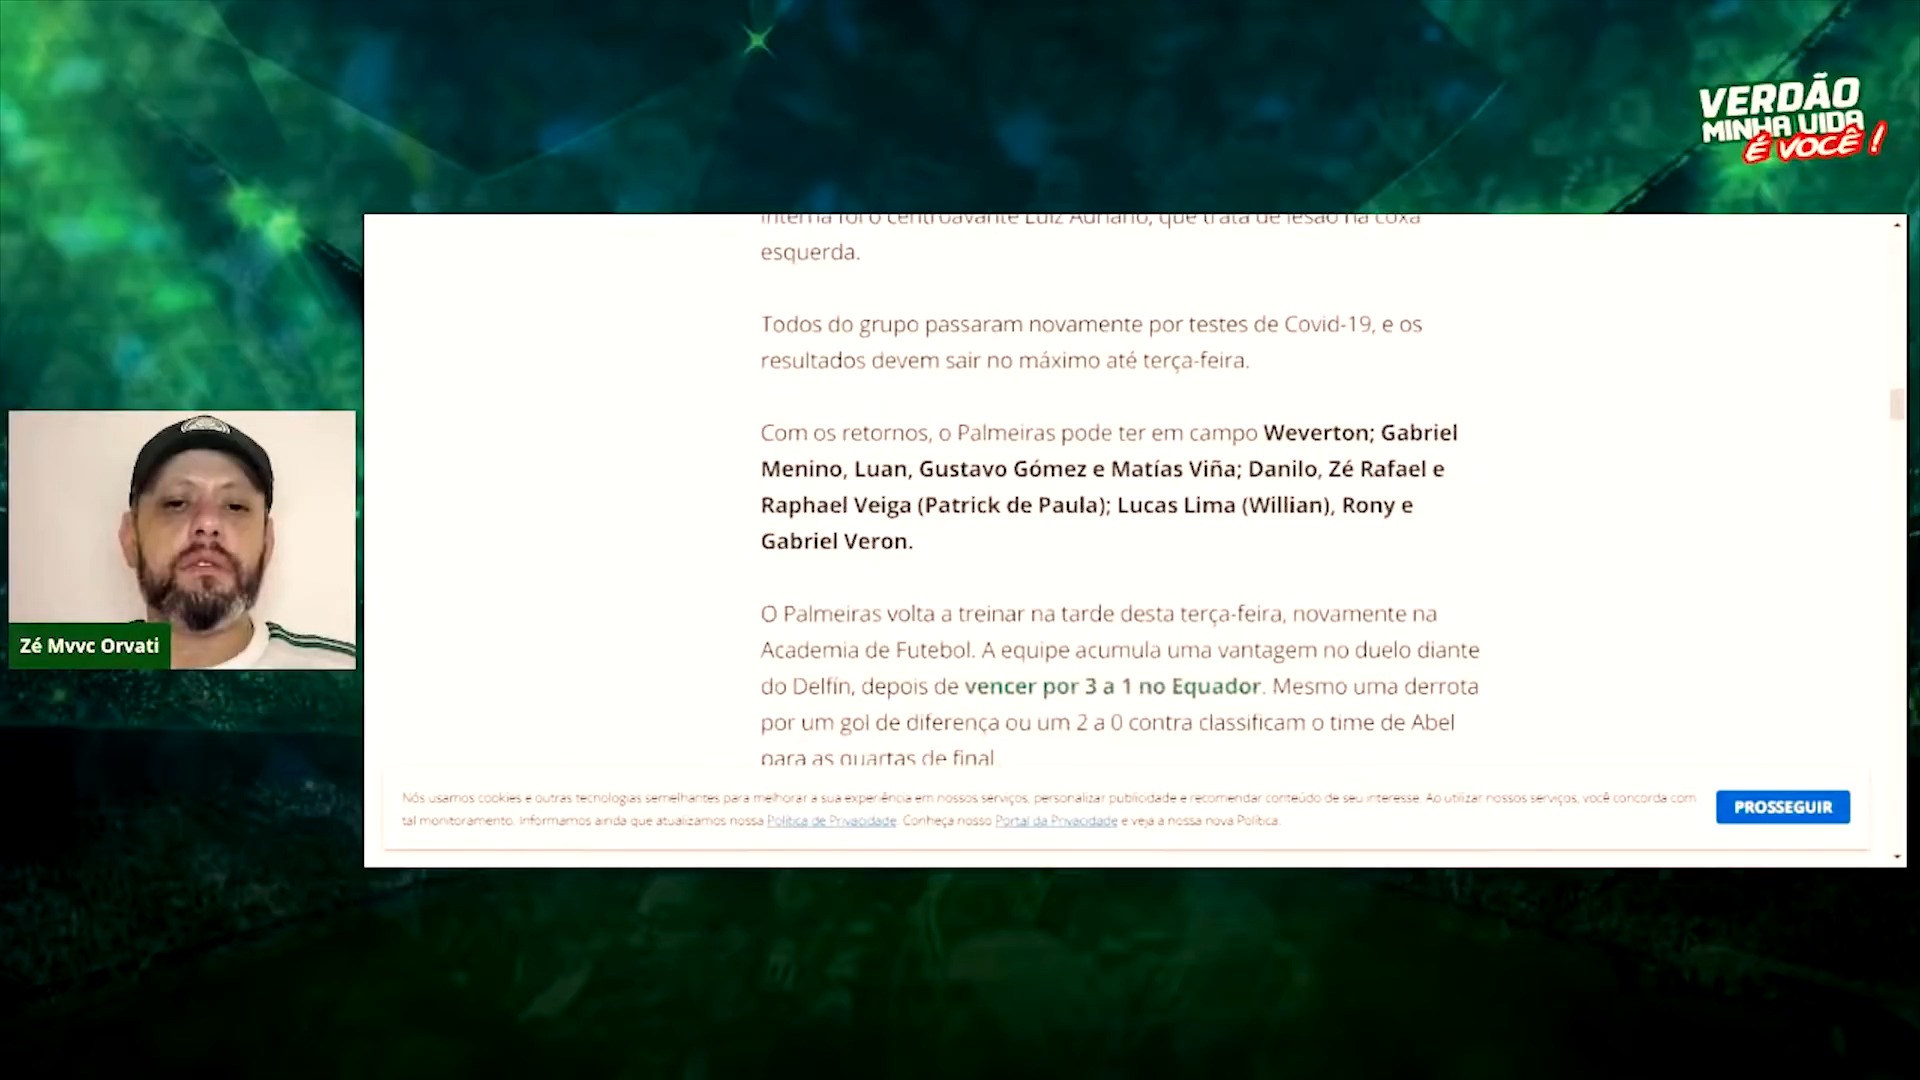 VERDÃO
MINHA VIDA
É VOCÊ !
interna foi o centroavante Luiz Adriano, que trata de lesão na coxa
esquerda.
Todos do grupo passaram novamente por testes de Covid-19, e os
resultados devem sair no máximo até terça-feira.
Com os retornos, o Palmeiras pode ter em campo Weverton; Gabriel
Menino, Luan, Gustavo Gómez e Matías Viña; Danilo, Zé Rafael e
Raphael Veiga (Patrick de Paula); Lucas Lima (Willian), Rony e
Gabriel Veron.
O Palmeiras volta a treinar na tarde desta terça-feira, novamente na
Academia de Futebol. A equipe acumula uma vantagem no duelo diante
do Delfín, depois de vencer por 3 a 1 no Equador. Mesmo uma derrota
por um gol de diferença ou um 2 a 0 contra classificam o time de Abel
para as quartas de final.
Zé Mvvc Orvati
Nós usamos cookies e outras tecnologias semelhantes para melhorar a sua experiência em nossos serviços, personalizar publicidade e recomendar conteúdo de seu interesse. Ao utilizar nossos serviços, você concorda com
tal monitoramento. Informamos ainda que atualizamos nossa Política de Privacidade. Conheça nosso Portal da Privacidade e veja a nossa nova Política.
PROSSEGUIR